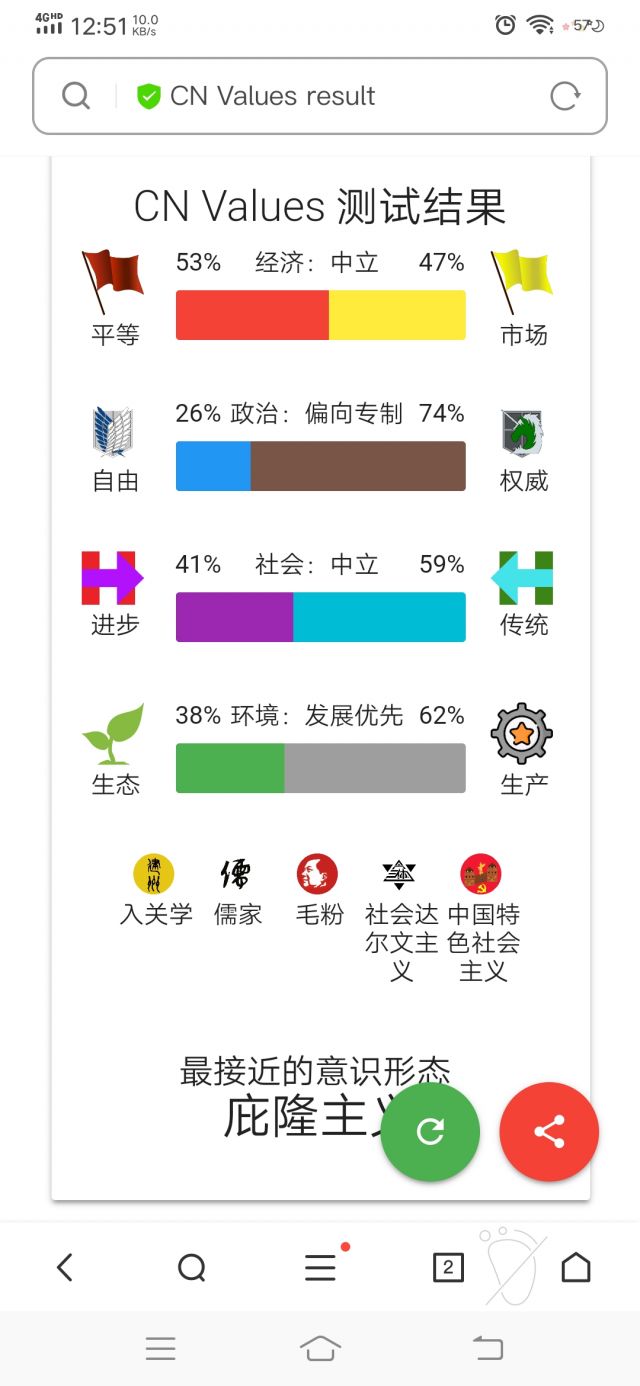 4GHD 12:51 10.0 KB/s 57
CN Values result
CN Values 测试结果
53% 经济：中立 47%
平等 市场
26% 政治：偏向专制 74%
自由 权威
41% 社会：中立 59%
进步 传统
38% 环境：发展优先 62%
生态 生产
入关学 儒家 毛粉 社会达尔文主义 中国特色社会主义
最接近的意识形态
庇隆主义
2